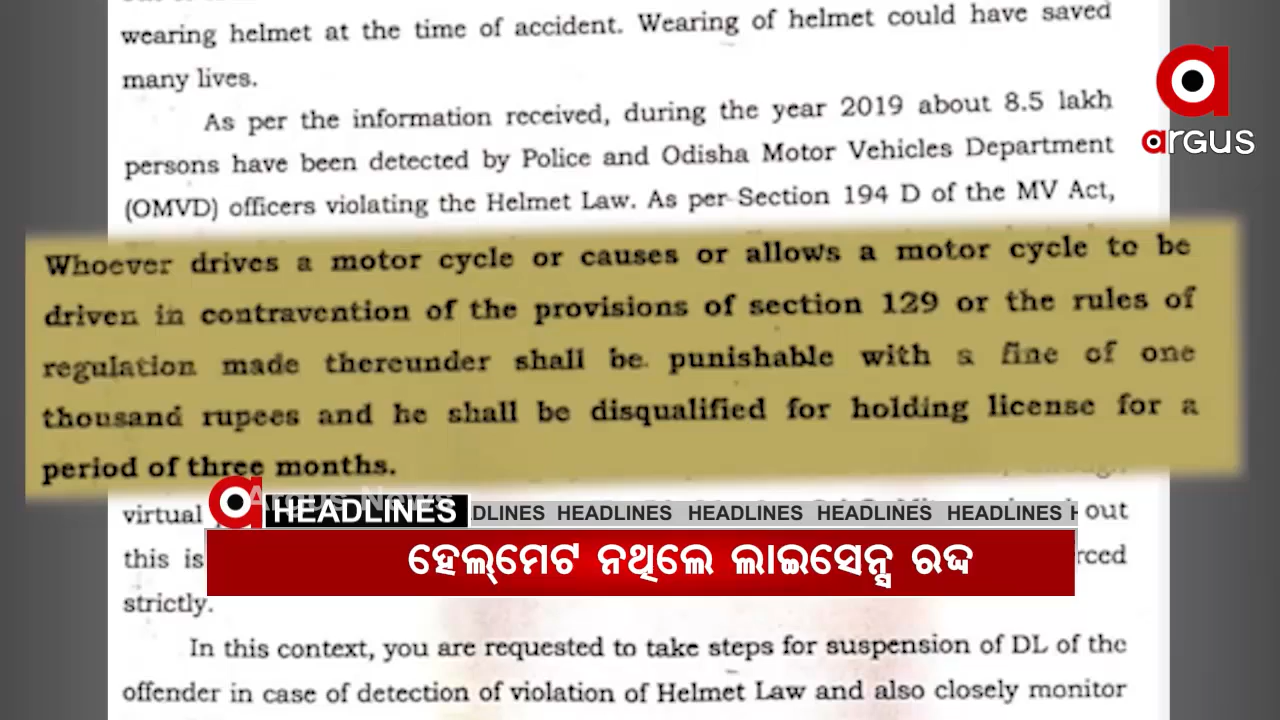 wearing helmet at the time of accident. Wearing of helmet could have saved
many lives.
As per the information received, during the year 2019 about 8.5 lakh
persons have been detected by Police and Odisha Motor Vehicles Department
(OMVD) officers violating the Helmet Law. As per Section 194 D of the MV Act,
argus
Whoever drives a motor cycle or causes or allows a motor cycle to be
driven in contravention of the provisions of section 129 or the rules of
regulation made thereunder shall be punishable with a fine of one
thousand rupees and he shall be disqualified for holding license for a
period of three months.
Argus News
HEADLINES
DLINES HEADLINES HEADLINES HEADLINES HEADLINES H
virtual out
ହେଲ୍‌ମେଟ ନଥିଲେ ଲାଇସେନ୍ସ ରଦ୍ଦ
this is rced
strictly.
In this context, you are requested to take steps for suspension of DL of the
offender in case of detection of violation of Helmet Law and also closely monitor